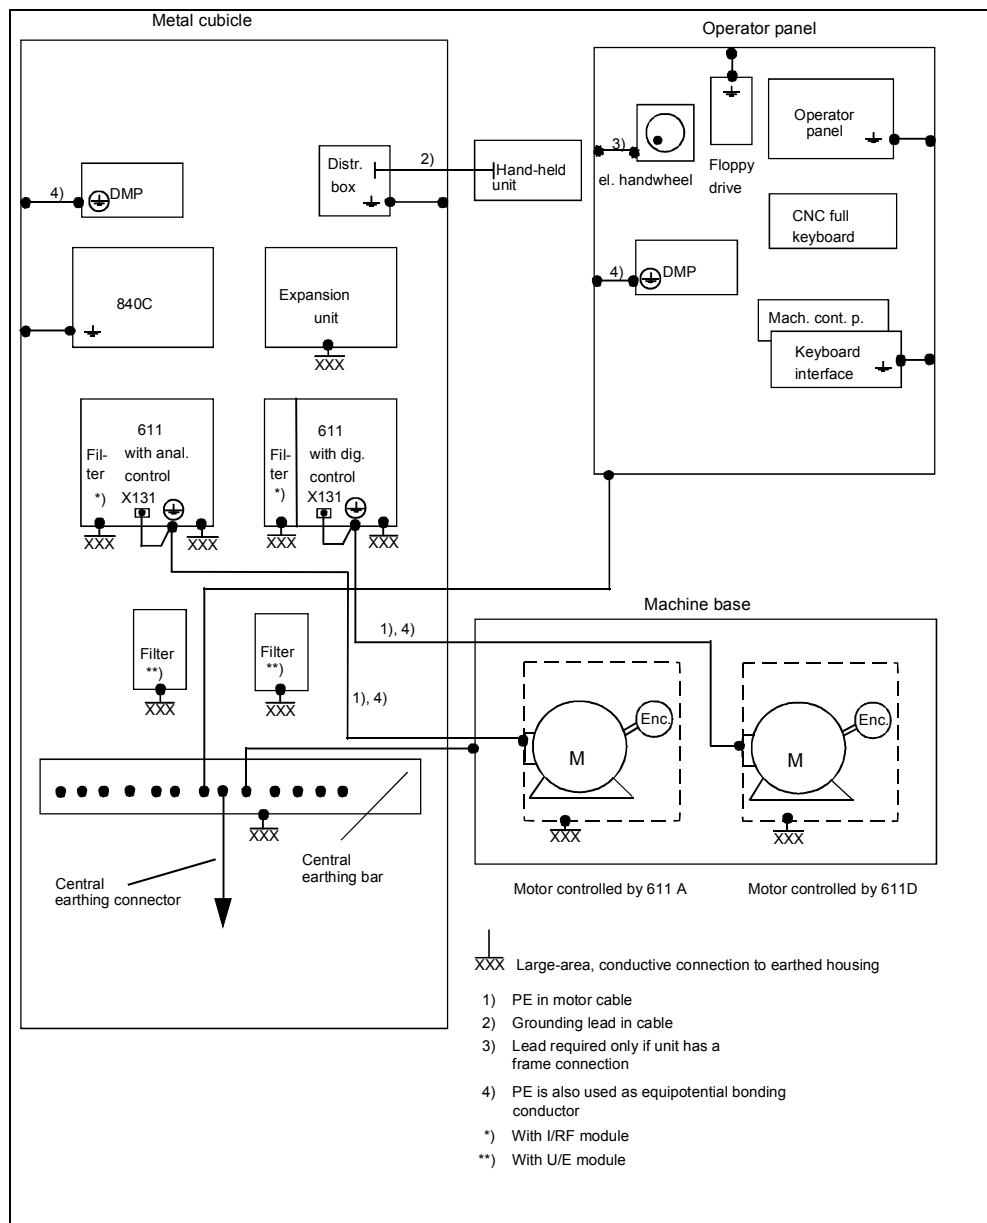 Metal cubicle
Operator panel
Distr.
box
2)
Hand-held
unit
3)
el. handwheel
Floppy
drive
Operator
panel
4)
DMP
CNC full
keyboard
840C
Expansion
unit
XXX
4)
DMP
Mach. cont. p.
Keyboard
interface
Fil-
ter
*)
611
with anal.
control
X131
XXX
XXX
Fil-
ter
*)
611
with dig.
control
X131
XXX
XXX
Machine base
1), 4)
Filter
**)
XXX
Filter
**)
XXX
1), 4)
M
Enc.
XXX
M
Enc.
XXX
XXX
Central
earthing connector
Central
earthing bar
Motor controlled by 611 A
Motor controlled by 611D
XXX Large-area, conductive connection to earthed housing
1) PE in motor cable
2) Grounding lead in cable
3) Lead required only if unit has a
frame connection
4) PE is also used as equipotential bonding
conductor
*) With I/RF module
**) With U/E module